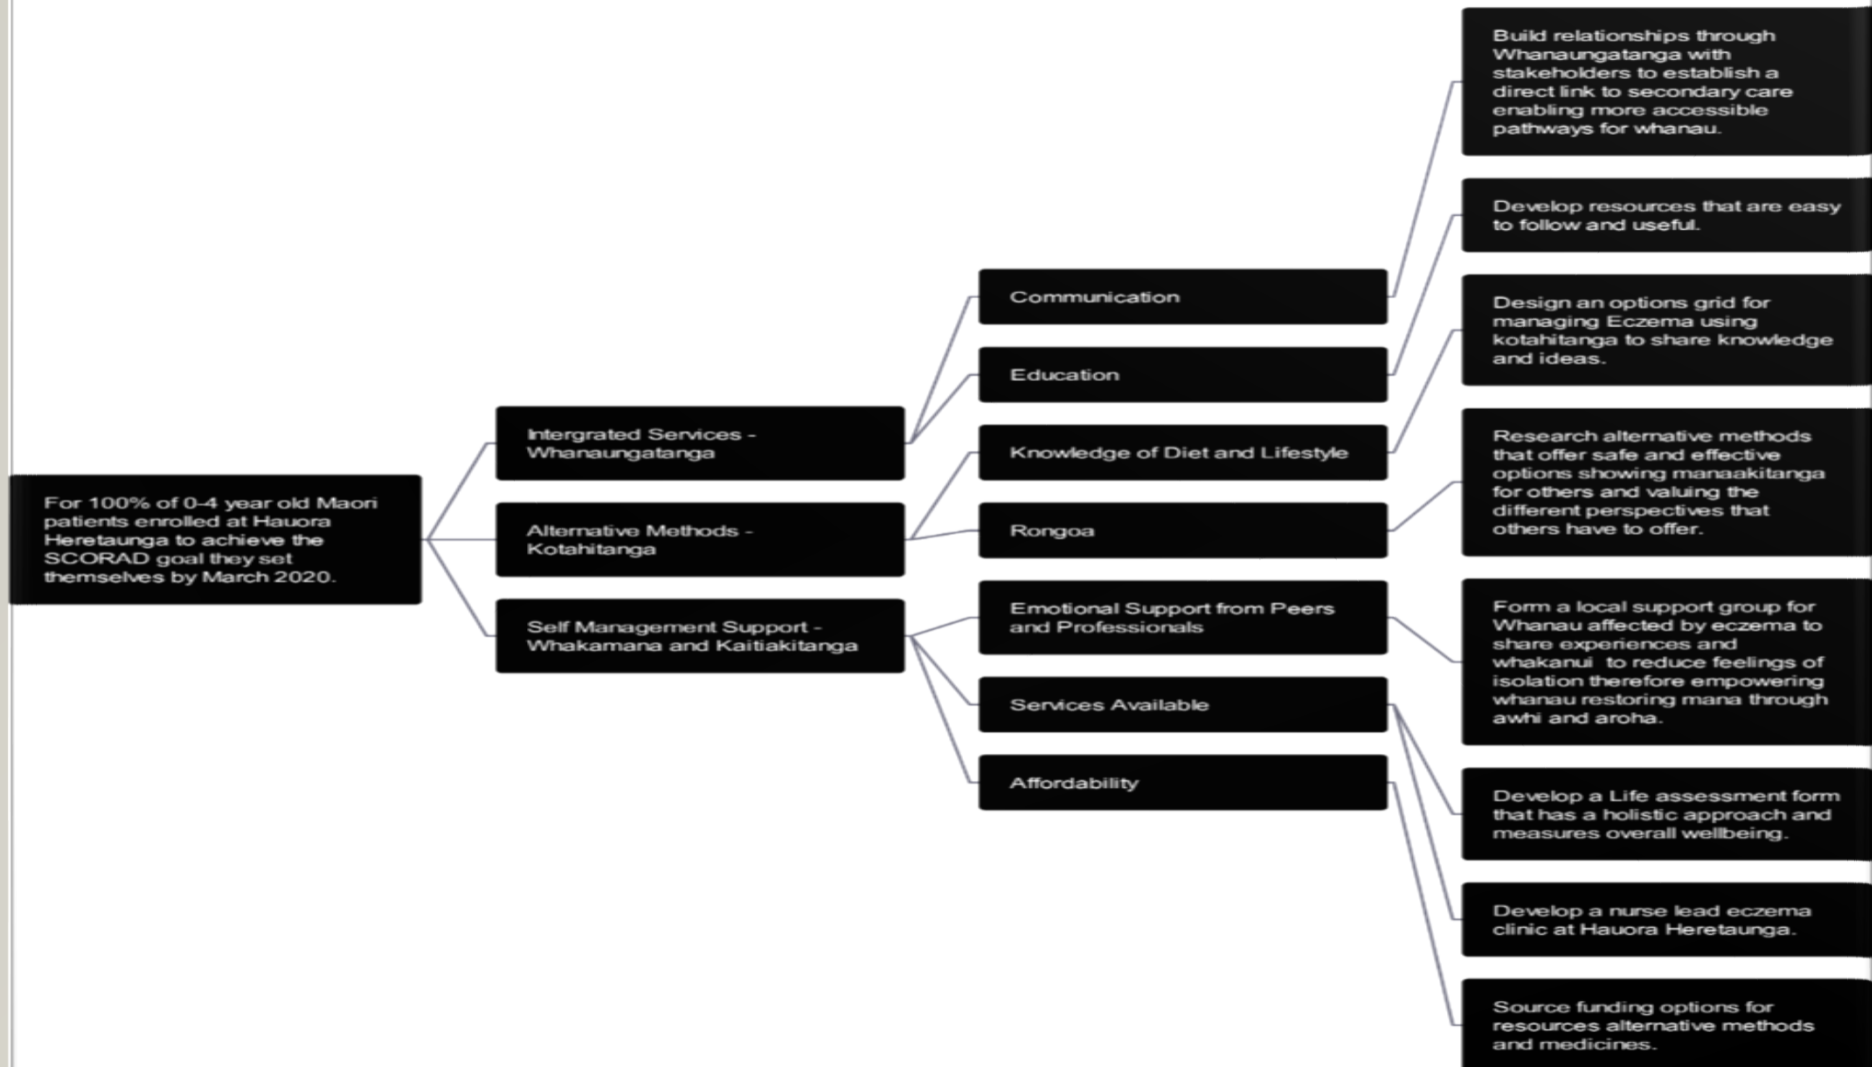 For 100% of 0-4 year old Maori
patients enrolled at Hauora
Heretaunga to achieve the
SCORAD goal they set
themselves by March 2020.
Intergrated Services -
Whanaungatanga
Alternative Methods -
Kotahitanga
Self Management Support -
Whakamana and Kaitiakitanga
Communication
Education
Knowledge of Diet and Lifestyle
Rongoa
Emotional Support from Peers
and Professionals
Services Available
Affordability
Build relationships through
Whanaungatanga with
stakeholders to establish a
direct link to secondary care
enabling more accessible
pathways for whanau.
Develop resources that are easy
to follow and useful.
Design an options grid for
managing Eczema using
kotahitanga to share knowledge
and ideas.
Research alternative methods
that offer safe and effective
options showing manaakitanga
for others and valuing the
different perspectives that
others have to offer.
Form a local support group for
Whanau affected by eczema to
share experiences and
whakanui to reduce feelings of
isolation therefore empowering
whanau restoring mana through
awhi and aroha.
Develop a Life assessment form
that has a holistic approach and
measures overall wellbeing.
Develop a nurse lead eczema
clinic at Hauora Heretaunga.
Source funding options for
resources alternative methods
and medicines.